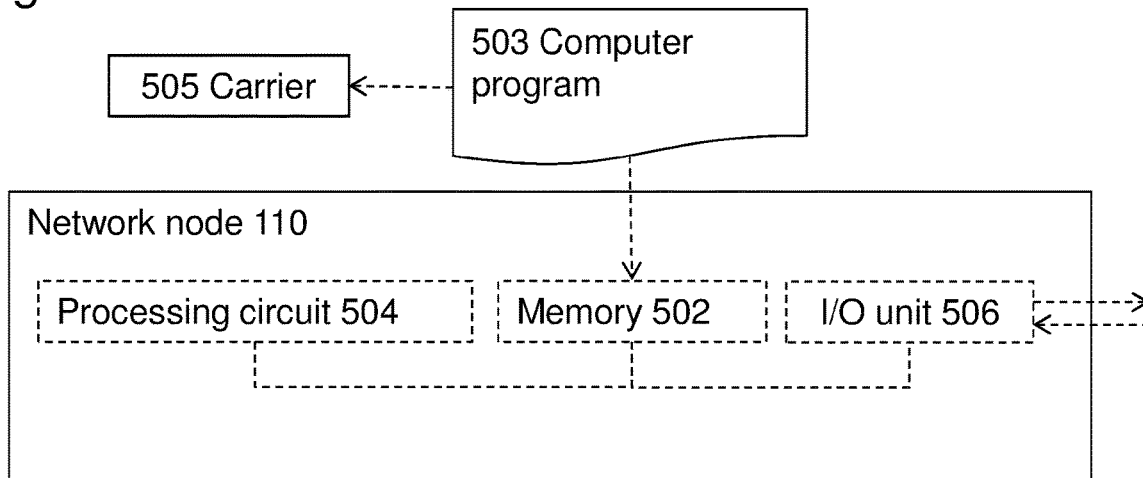 503 Computer
program
505 Carrier
Network node 110
Processing circuit 504
Memory 502
I/O unit 506